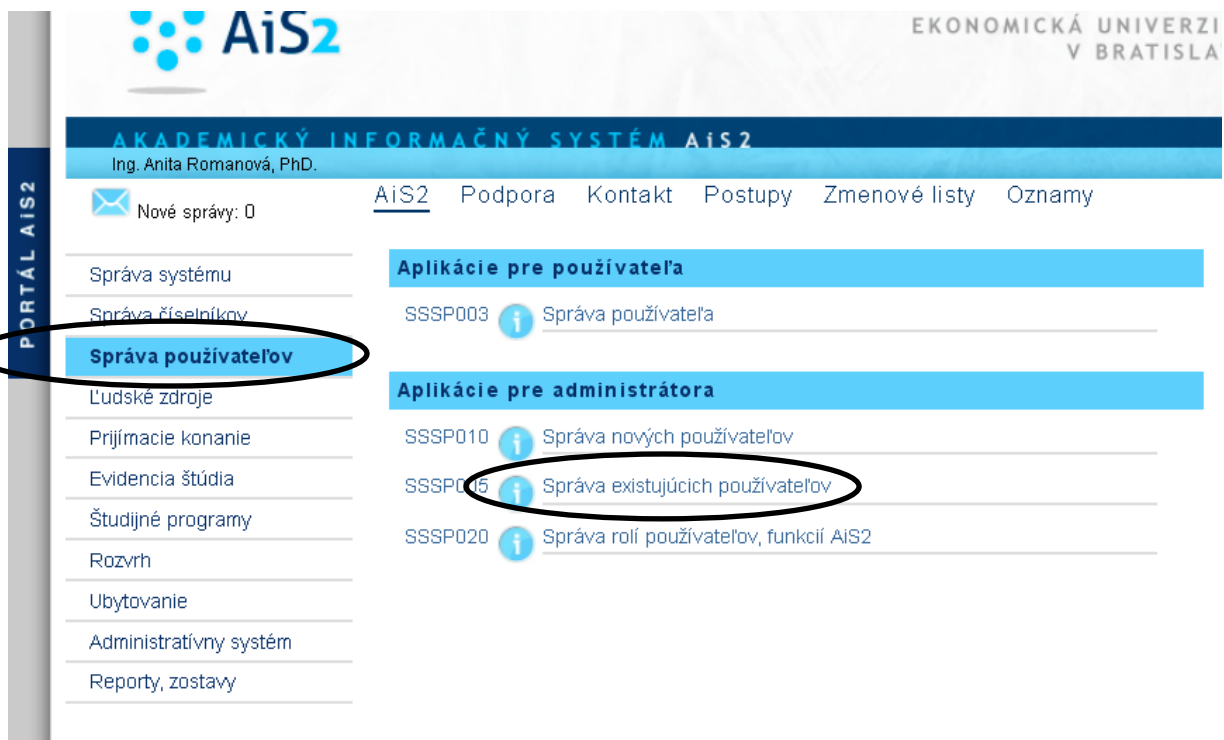 AiS2
EKONOMICKÁ UNIVERZI
V BRATISLA
AKADEMICKÝ INFORMAČNÝ SYSTÉM AiS2
Ing. Anita Romanová, PhD.
PORTÁL AiS2
Nové správy: 0
AiS2 Podpora Kontakt Postupy Zmenové listy Oznamy
Správa systému
Správa číselníkov
Správa používateľov
Ľudské zdroje
Prijímacie konanie
Evidencia štúdia
Študijné programy
Rozvrh
Ubytovanie
Administratívny systém
Reporty, zostavy
Aplikácie pre používateľa
SSSP003 Správa používateľa
Aplikácie pre administrátora
SSSP010 Správa nových používateľov
Správa existujúcich používateľov
SSSP020 Správa rolí používateľov, funkcií AiS2